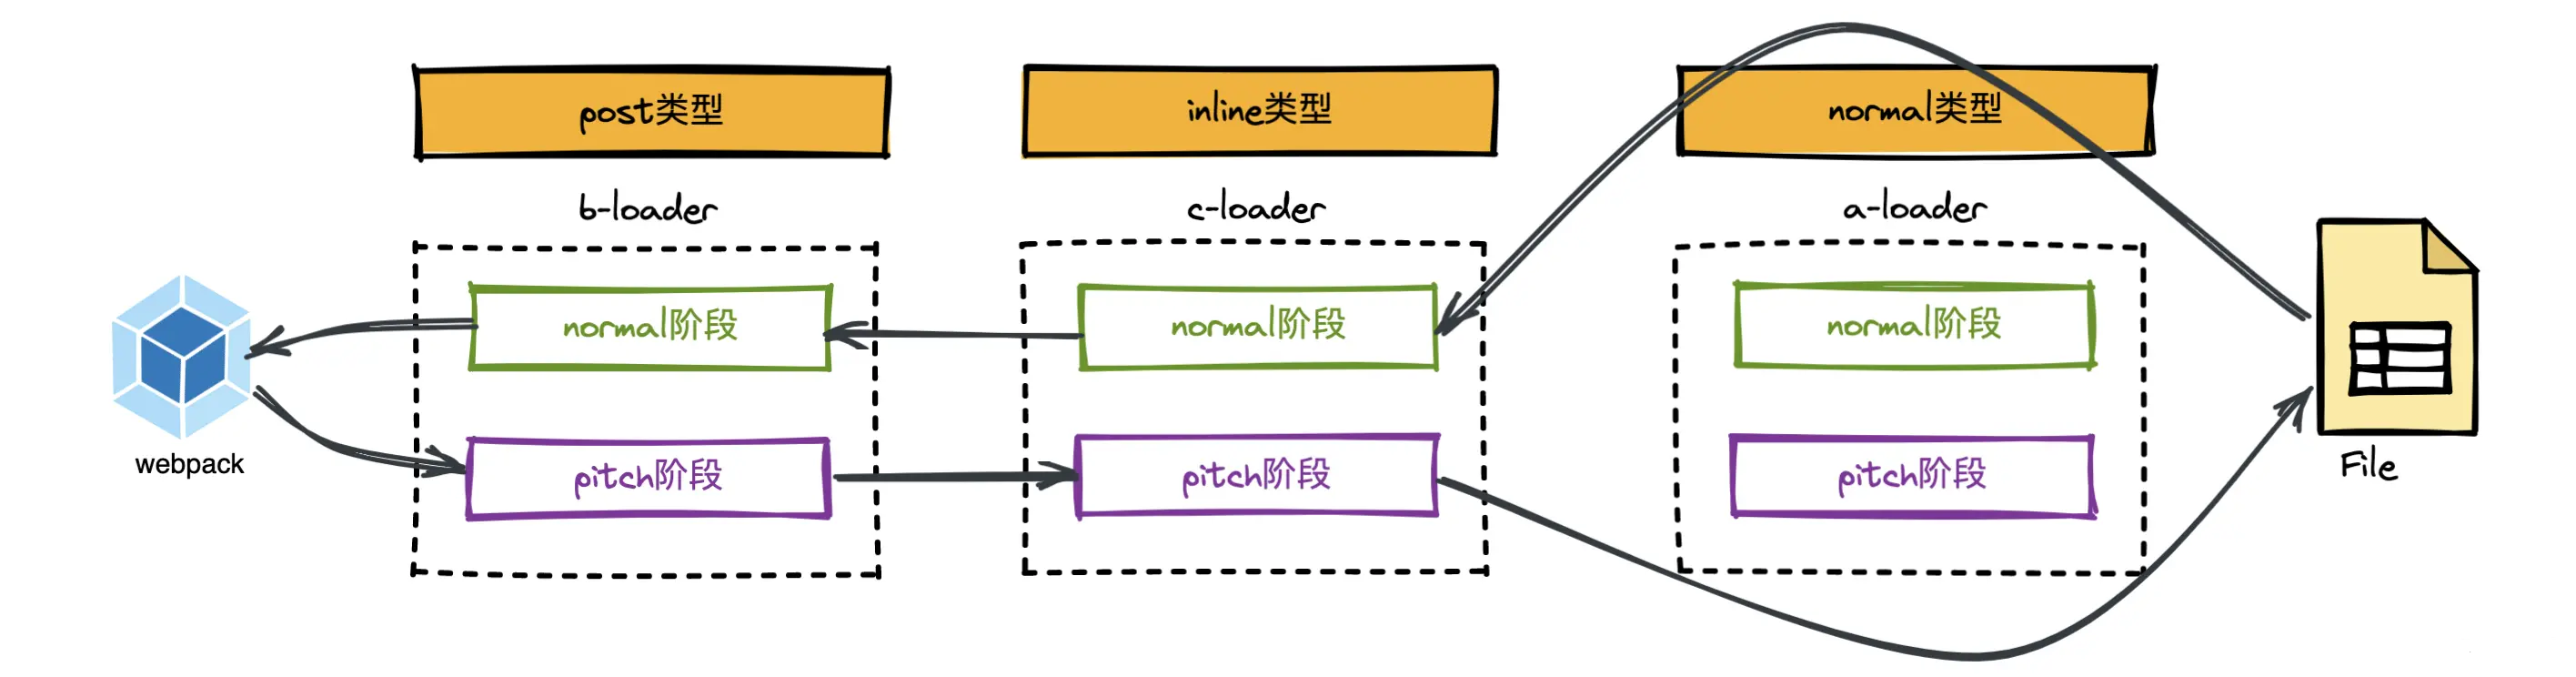 post类型
inline类型
normal类型
b-loader
c-loader
a-loader
normal阶段
normal阶段
normal阶段
webpack
pitch阶段
pitch阶段
pitch阶段
File